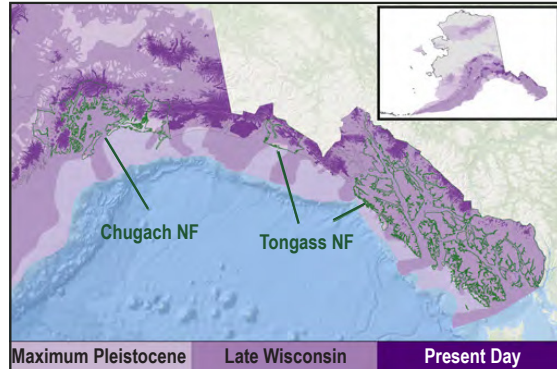 Chugach NF
Tongass NF
Maximum Pleistocene
Late Wisconsin
Present Day